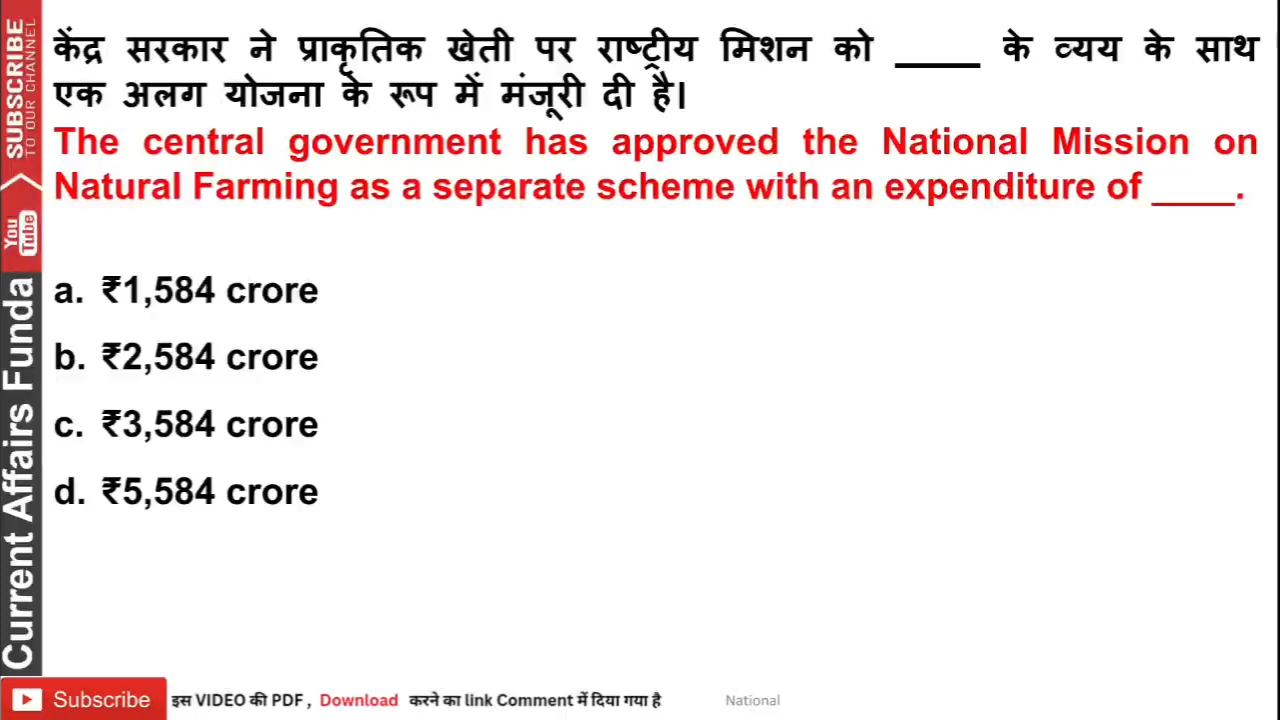 केंद्र सरकार ने प्राकृतिक खेती पर राष्ट्रीय मिशन को ____ के व्यय के साथ
एक अलग योजना के रूप में मंजूरी दी है।
The central government has approved the National Mission on
Natural Farming as a separate scheme with an expenditure of ____.
a. ₹1,584 crore
b. ₹2,584 crore
c. ₹3,584 crore
d. ₹5,584 crore
SUBSCRIBE
TO OUR CHANNEL
You
Tube
Current Affairs Funda
Subscribe इस VIDEO की PDF , Download करने का link Comment में दिया गया है National